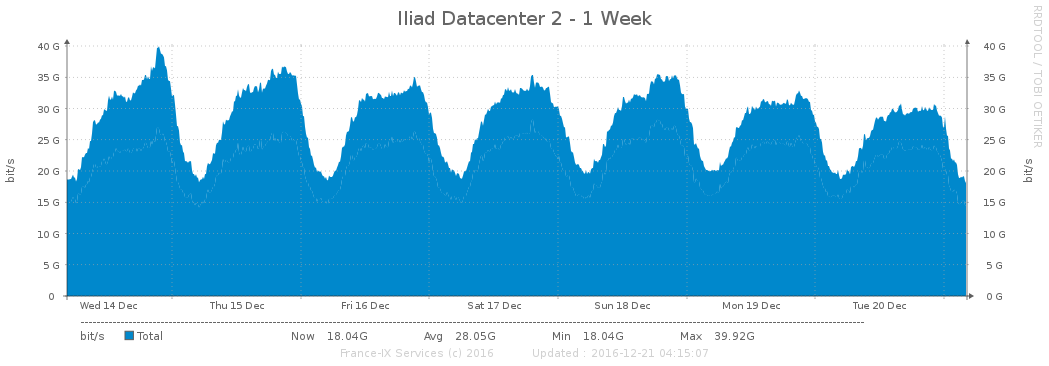 Iliad Datacenter 2 - 1 Week
RRDTOOL / TOBI OETIKER
bit/s
40 G 40 G
35 G 35 G
30 G 30 G
25 G 25 G
20 G 20 G
15 G 15 G
10 G 10 G
5 G 5 G
0 0 G
bit/s
Wed 14 Dec Thu 15 Dec Fri 16 Dec Sat 17 Dec Sun 18 Dec Mon 19 Dec Tue 20 Dec
bit/s Total Now 18.04G Avg 28.05G Min 18.04G Max 39.92G
France-IX Services (c) 2016 Updated : 2016-12-21 04:15:07